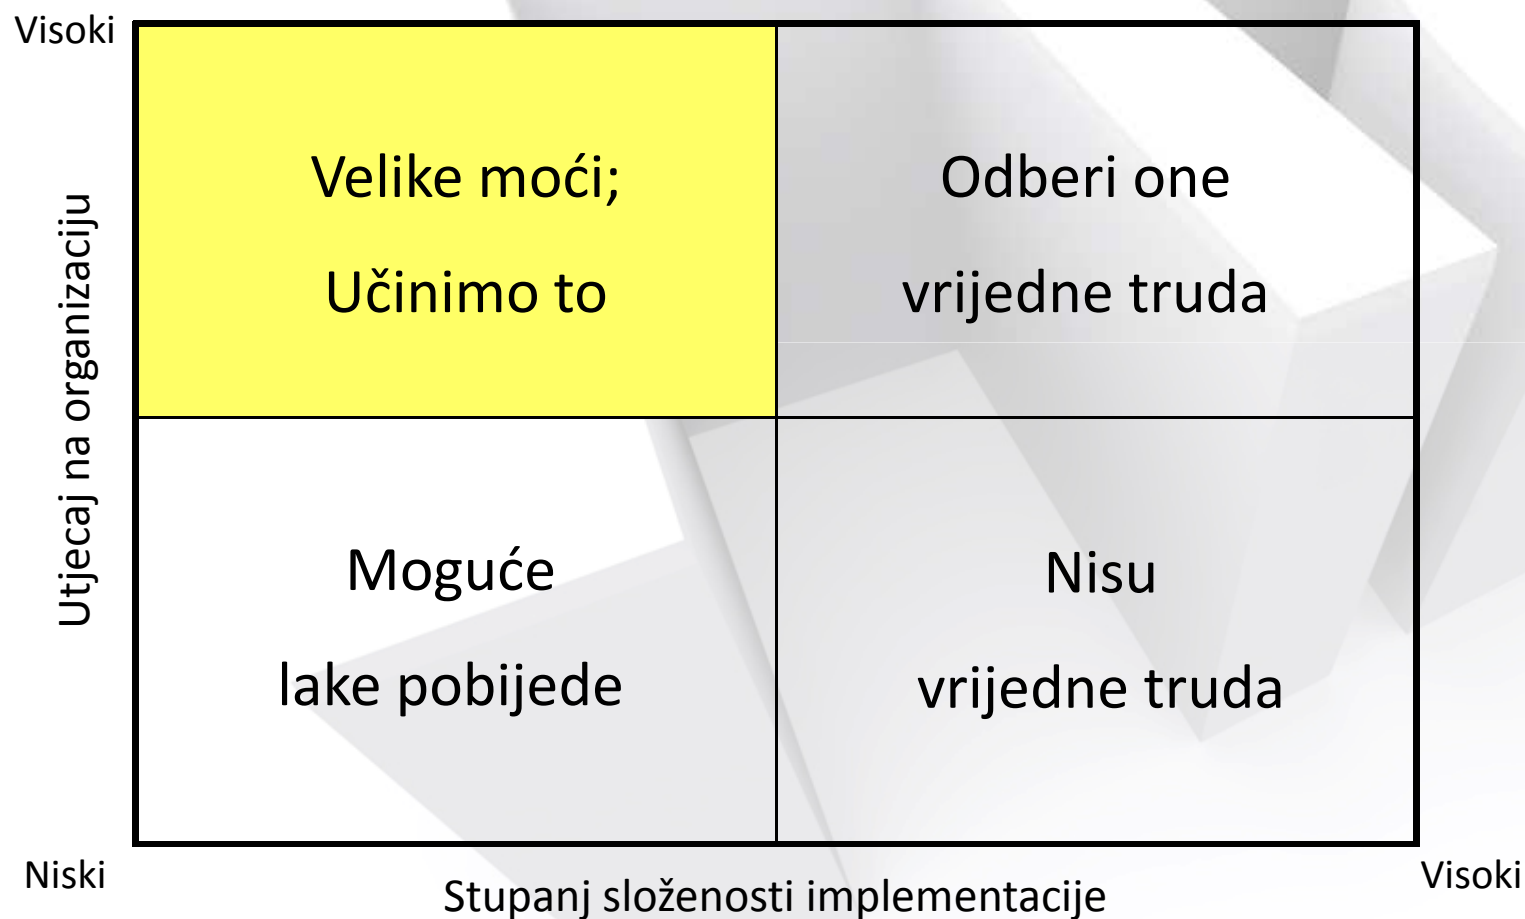 Visoki
Velike moći;
Učinimo to
Odberi one
vrijedne truda
Utjecaj na organizaciju
Moguće
lake pobijede
Nisu
vrijedne truda
Niski
Stupanj složenosti implementacije
Visoki